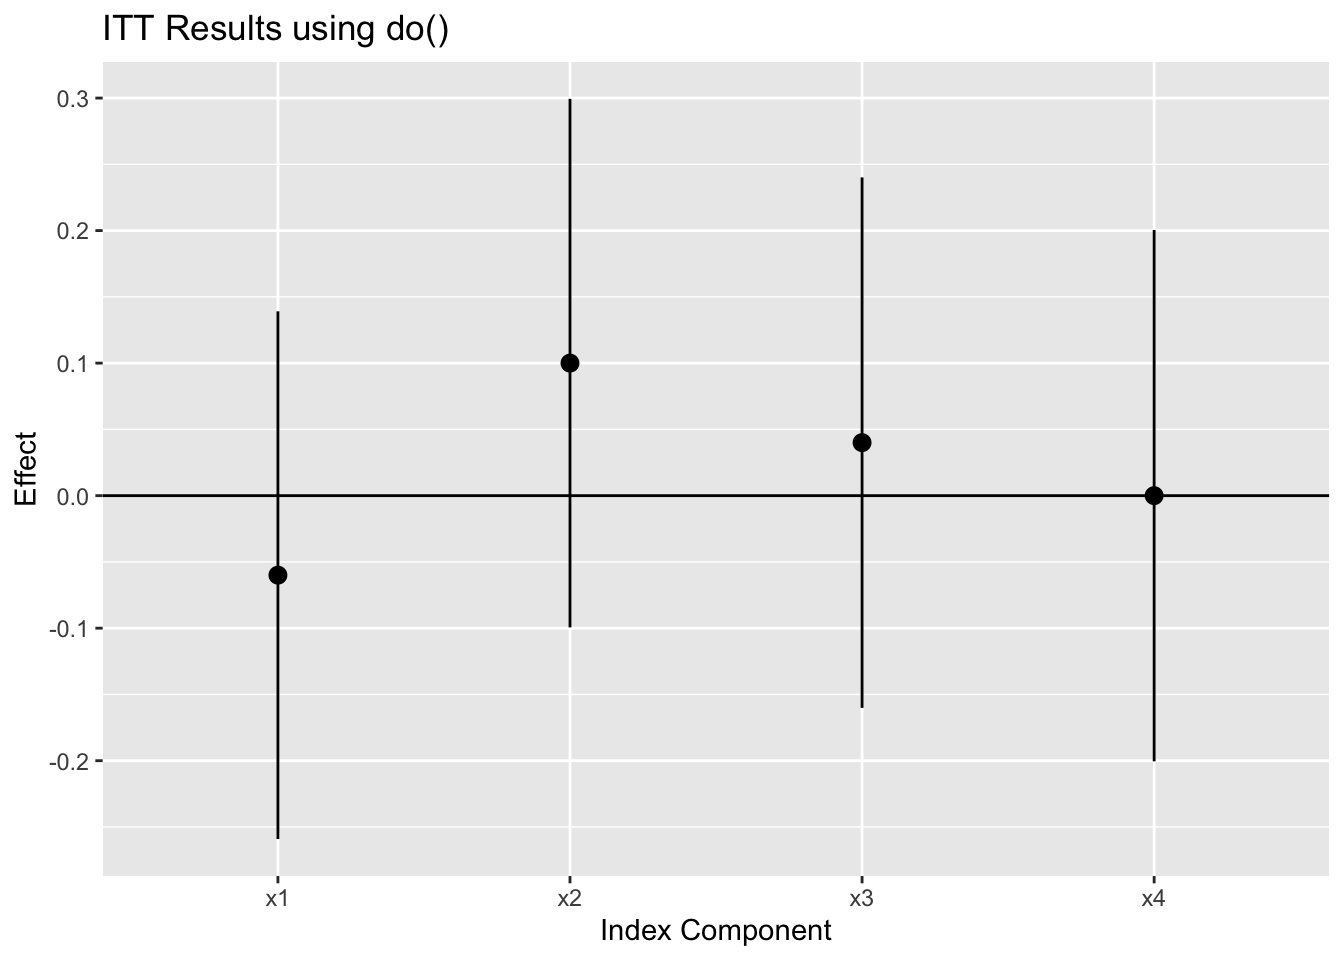 ITT Results using do()
0.3
0.2
0.1
0.0
-0.1
-0.2
Effect
x1 x2 x3 x4
Index Component